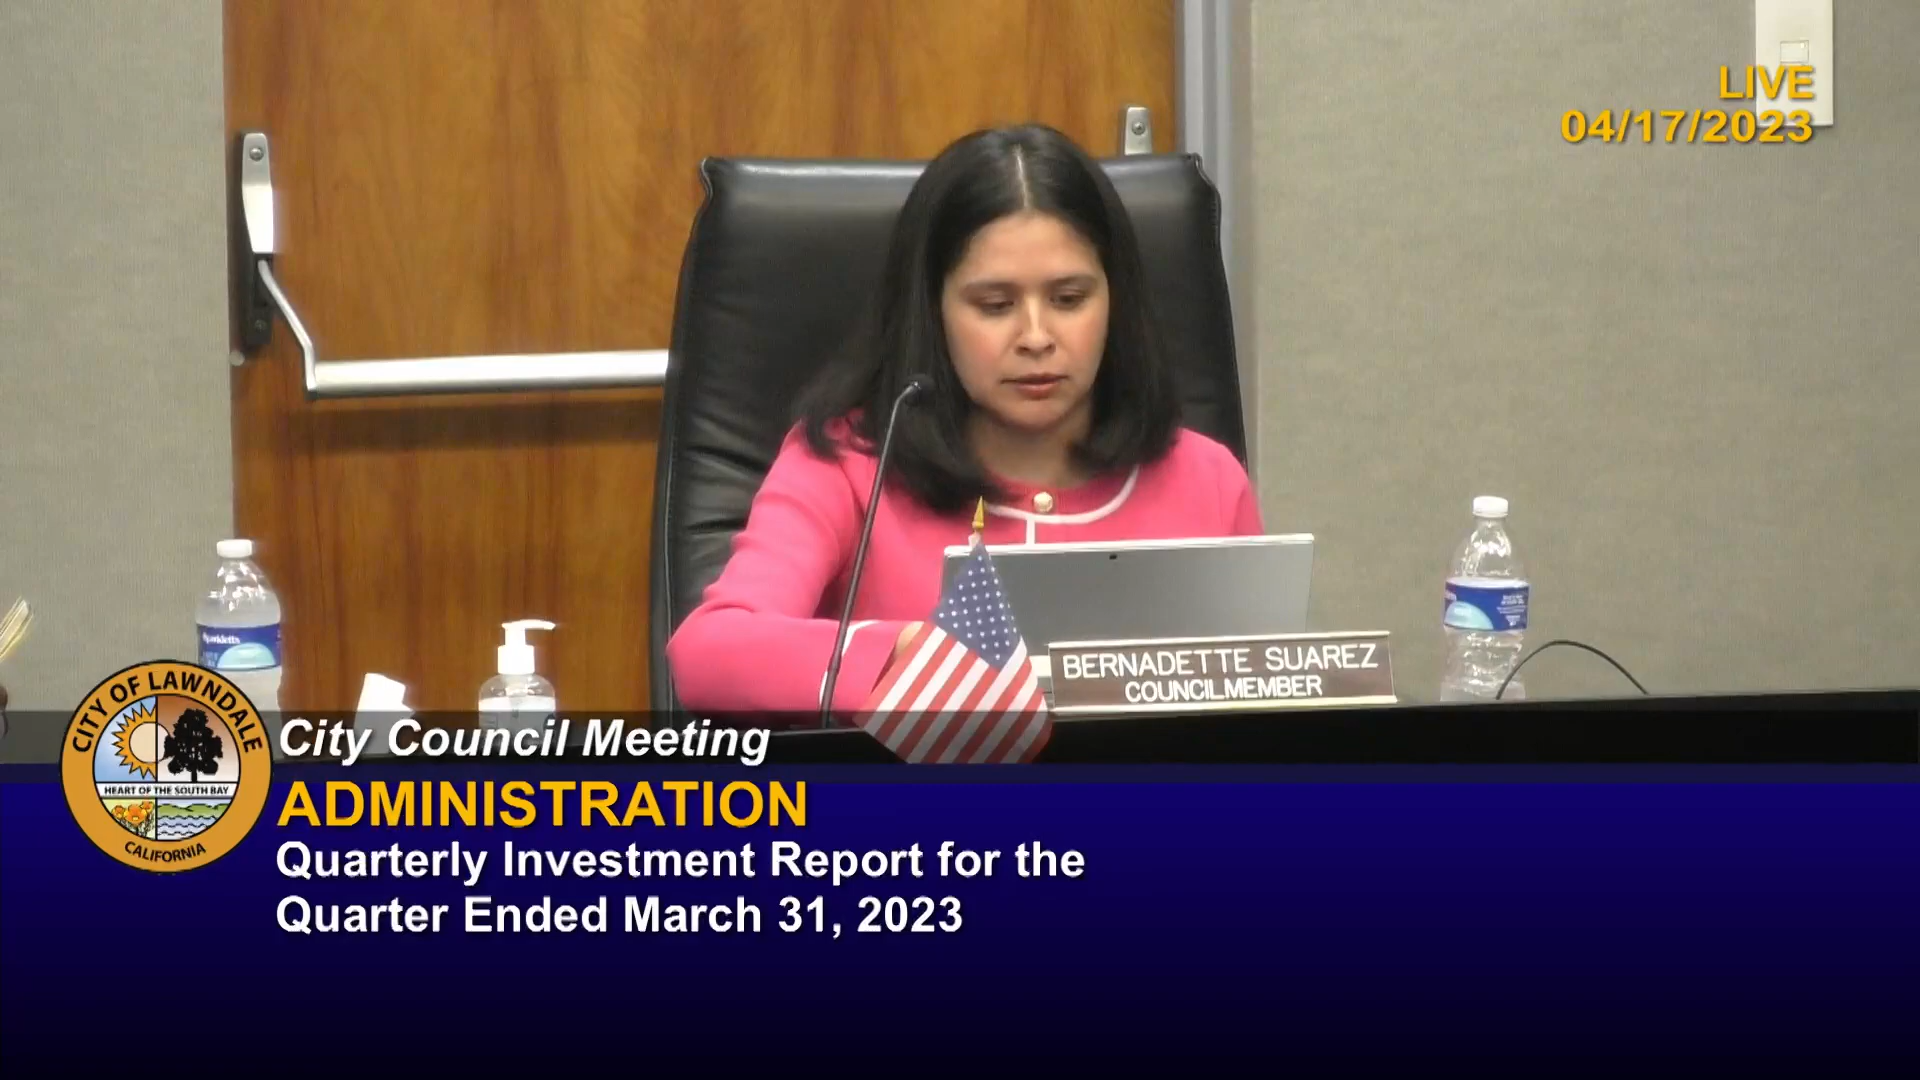 LIVE
04/17/2023
Sparkletts
BERNADETTE SUAREZ
COUNCILMEMBER
CITY OF LAWNDALE
HEART OF THE SOUTH BAY
CALIFORNIA
City Council Meeting
ADMINISTRATION
Quarterly Investment Report for the
Quarter Ended March 31, 2023